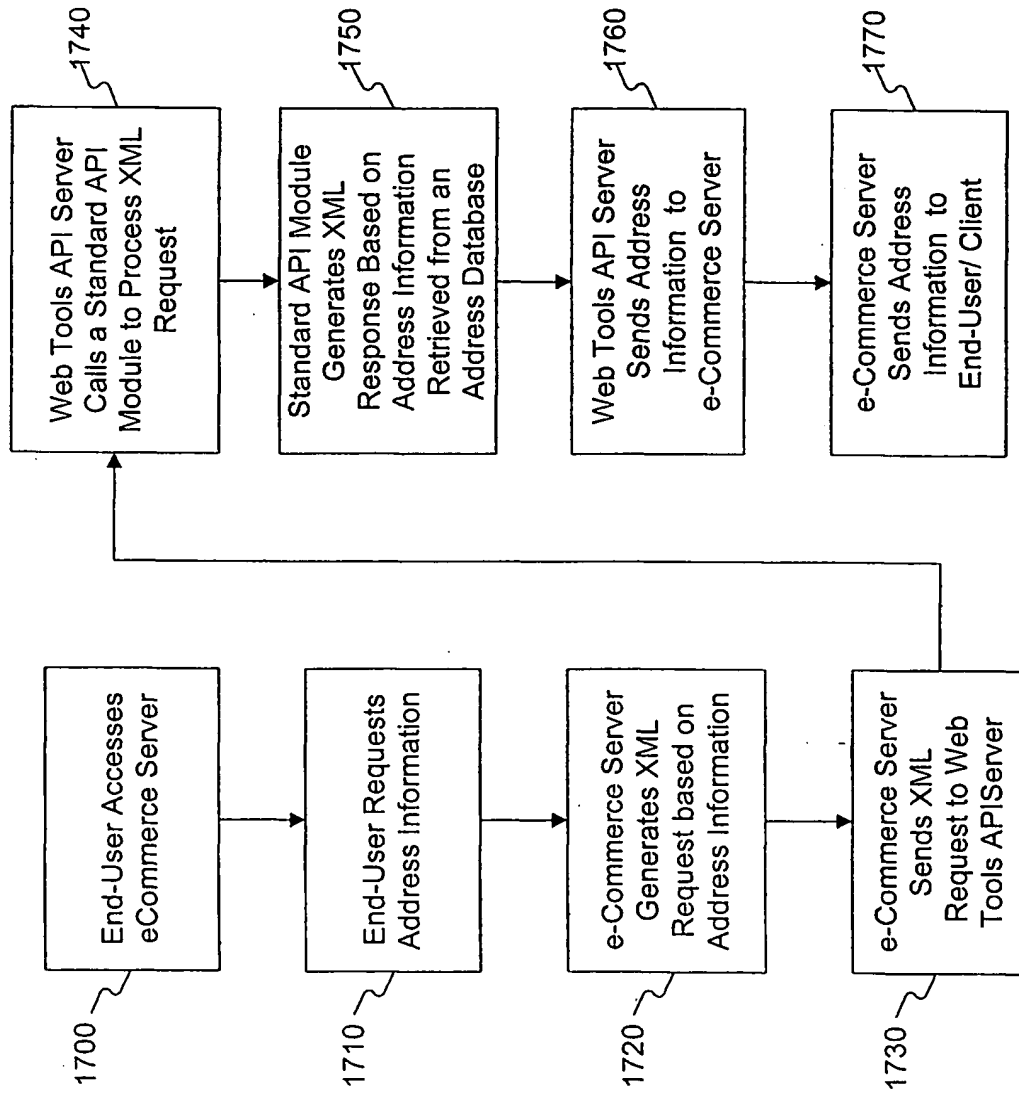 1700
End-User Accesses
eCommerce Server
1710
End-User Requests
Address Information
1720
e-Commerce Server
Generates XML
Request based on
Address Information
1730
e-Commerce Server
Sends XML
Request to Web
Tools APIServer
1740
Web Tools API Server
Calls a Standard API
Module to Process XML
Request
1750
Standard API Module
Generates XML
Response Based on
Address Information
Retrieved from an
Address Database
1760
Web Tools API Server
Sends Address
Information to
e-Commerce Server
1770
e-Commerce Server
Sends Address
Information to
End-User/ Client